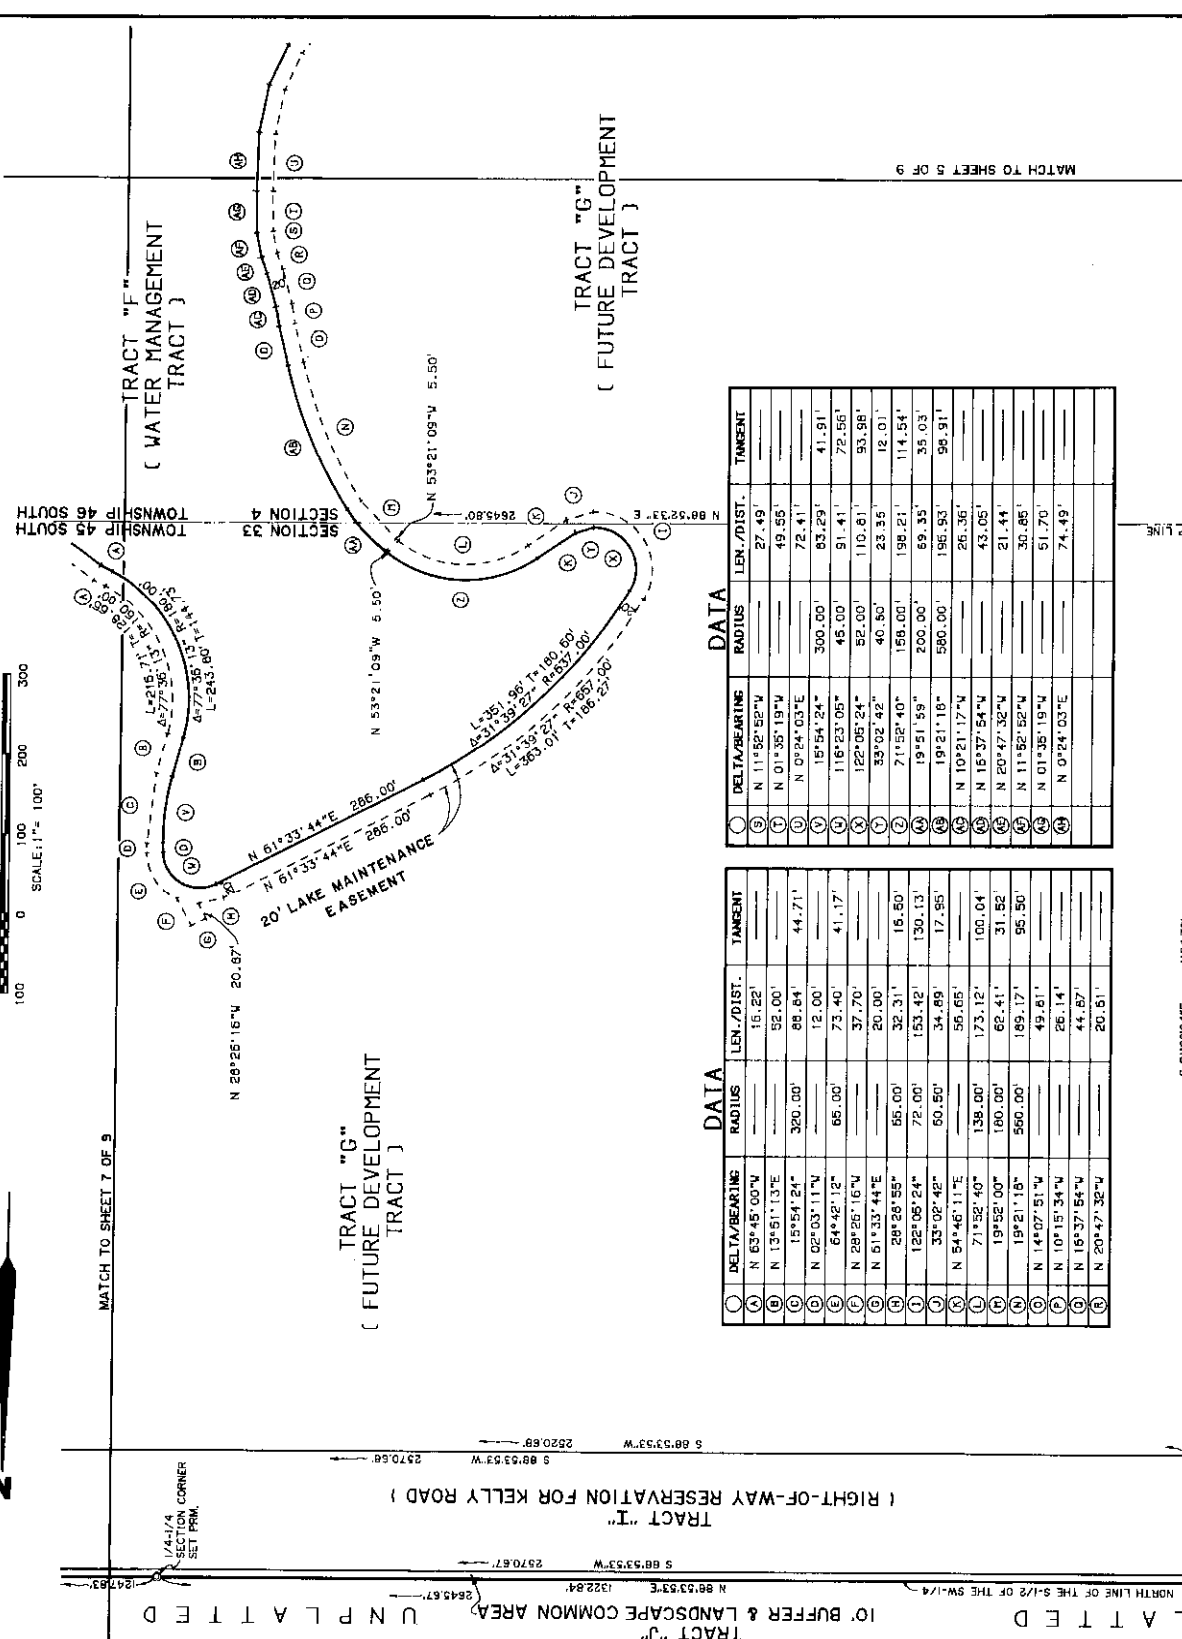 MATCH TO SHEET 7 OF 9
MATCH TO SHEET 5 OF 9
TRACT "F"
( WATER MANAGEMENT
TRACT )
TRACT "G"
( FUTURE DEVELOPMENT
TRACT )
TRACT "G"
( FUTURE DEVELOPMENT
TRACT )
TOWNSHIP 45 SOUTH
TOWNSHIP 46 SOUTH
SECTION 33
SECTION 4
100 0 100 200 300
SCALE: 1"= 100'
L=215.71' T=128.65'
Δ=77°36'13" R=160.00'
Δ=77°36'13" R=180.00'
L=243.80' T=144.73'
N 61°33'44"E 286.00'
N 61°33'44"E 286.00'
20' LAKE MAINTENANCE
EASEMENT
N 28°26'16"W 20.87'
L=351.96' T=180.60'
Δ=31°39'27" R=637.00'
Δ=31°39'27" R=657.00'
L=363.01' T=186.27'
N 53°21'09"W 5.50'
N 53°21'09"W 5.50'
2645.80'
N 88°52'33" E
20'
LINE
DATA
DELTA/BEARING RADIUS LEN./DIST. TANGENT
A N 63°45'00"W 16.22'
B N 13°51'13"E 52.00'
C 15°54'24" 320.00' 88.84' 44.71'
D N 02°03'11"W 12.00'
E 64°42'12" 65.00' 73.40' 41.17'
F N 28°26'16"W 37.70'
G N 61°33'44"E 20.00'
H 28°28'55" 65.00' 32.31' 16.50'
I 122°05'24" 72.00' 153.42' 130.13'
J 33°02'42" 60.50' 34.89' 17.95'
K N 54°46'11"E 56.65'
L 71°52'40" 138.00' 173.12' 100.04'
M 19°52'00" 180.00' 62.41' 31.52'
N 19°21'18" 560.00' 189.17' 95.50'
O N 14°07'51"W 49.81'
P N 10°15'34"W 26.14'
Q N 16°37'54"W 44.87'
R N 20°47'32"W 20.61'
DATA
DELTA/BEARING RADIUS LEN./DIST. TANGENT
S N 11°52'52"W 27.49'
T N 01°35'19"W 49.56'
U N 0°24'03"E 72.41'
V 15°54'24" 300.00' 83.29' 41.91'
W 116°23'05" 45.00' 91.41' 72.56'
X 122°05'24" 52.00' 110.81' 93.98'
Y 33°02'42" 40.50' 23.35' 12.01'
Z 71°52'40" 158.00' 198.21' 114.54'
AA 19°51'59" 200.00' 69.35' 35.03'
AB 19°21'18" 580.00' 195.93' 98.91'
AC N 10°21'17"W 26.36'
AD N 16°37'54"W 43.05'
AE N 20°47'32"W 21.44'
AF N 11°52'52"W 30.85'
AG N 01°35'19"W 51.70'
AH N 0°24'03"E 74.49'
S 88°53'53"W 2520.68'
S 88°53'53"W 2570.68'
TRACT "I"
( RIGHT-OF-WAY RESERVATION FOR KELLY ROAD )
S 88°53'53"W 2570.67'
N 88°53'53"E 1322.84'
2645.67'
1247.83'
1/4-1/4
SECTION CORNER
SET PRM.
NORTH LINE OF THE S-1/2 OF THE SW-1/4
TRACT "J"
10' BUFFER & LANDSCAPE COMMON AREA
UNPLATTED
LATTED